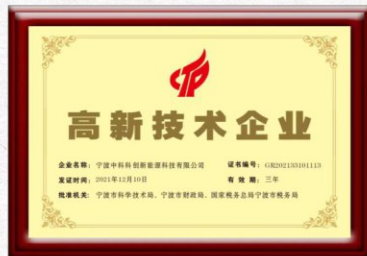 高新技术企业
企业名称：宁波中科科创新能源科技有限公司 证书编号：GR202133101113
发证时间：2021年12月10日 有效期：三年
批准机关：宁波市科学技术局、宁波市财政局、国家税务总局宁波市税务局